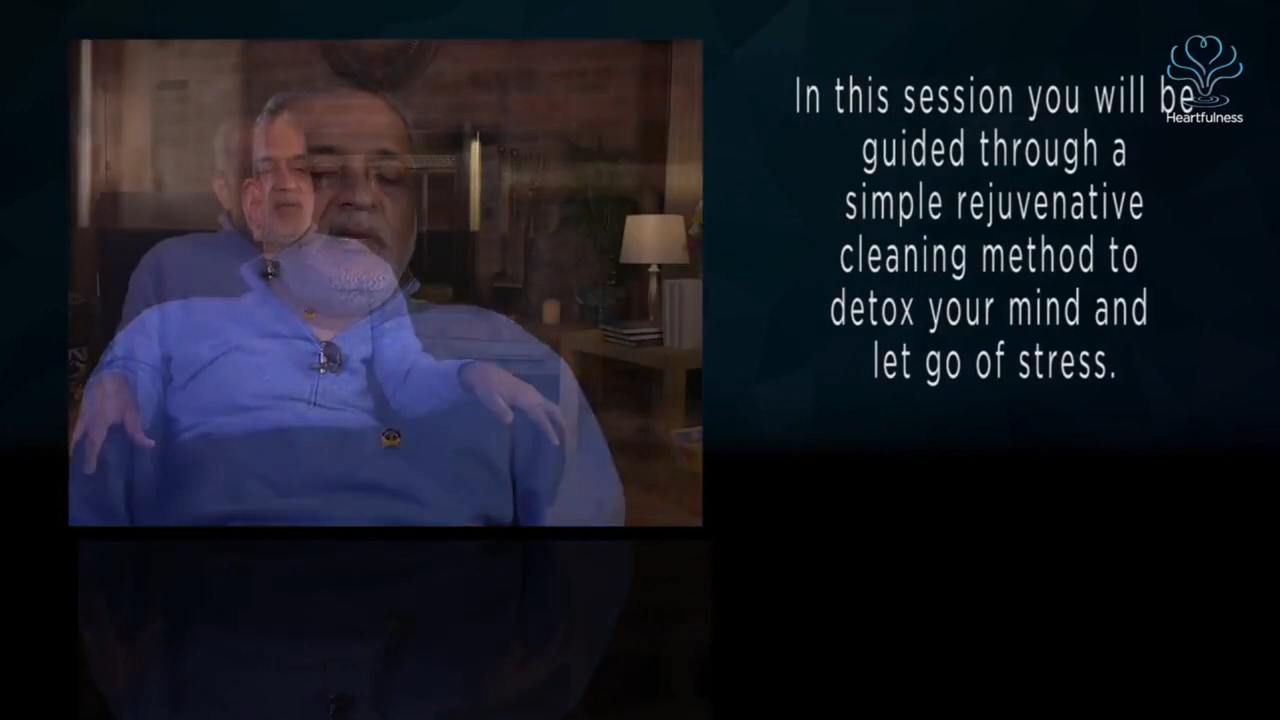 In this session you will be
guided through a
simple rejuvenative
cleaning method to
detox your mind and
let go of stress.
Heartfulness